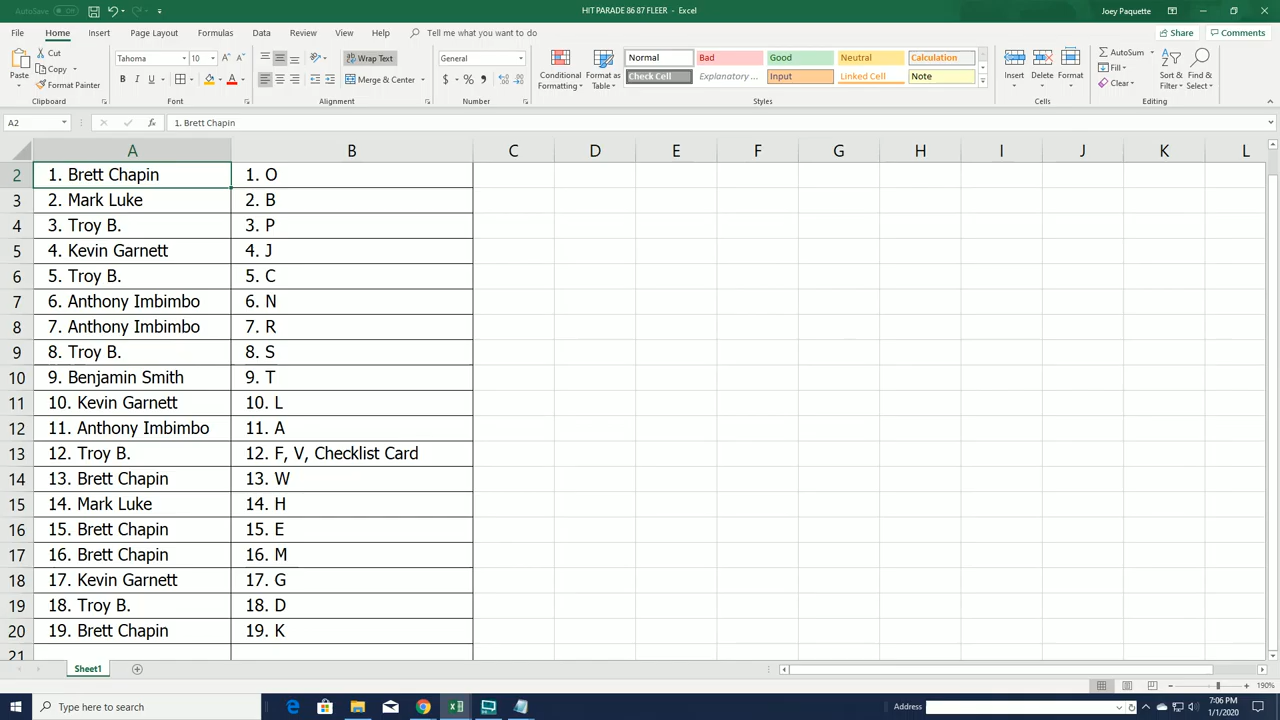 AutoSave Off
HIT PARADE 86 87 FLEER - Excel
Joey Paquette
File Home Insert Page Layout Formulas Data Review View Help Tell me what you want to do
Share Comments
Paste
Cut
Copy
Format Painter
Clipboard
Tahoma 10
B I U
Font
Wrap Text
Merge & Center
Alignment
General
$ %
Number
Conditional Formatting
Format as Table
Normal Bad Good Neutral Calculation
Check Cell Explanatory ... Input Linked Cell Note
Styles
Insert Delete Format
Cells
AutoSum
Fill
Clear
Sort & Filter
Find & Select
Editing
A2
fx
1. Brett Chapin
A B C D E F G H I J K L
2 1. Brett Chapin 1. O
3 2. Mark Luke 2. B
4 3. Troy B. 3. P
5 4. Kevin Garnett 4. J
6 5. Troy B. 5. C
7 6. Anthony Imbimbo 6. N
8 7. Anthony Imbimbo 7. R
9 8. Troy B. 8. S
10 9. Benjamin Smith 9. T
11 10. Kevin Garnett 10. L
12 11. Anthony Imbimbo 11. A
13 12. Troy B. 12. F, V, Checklist Card
14 13. Brett Chapin 13. W
15 14. Mark Luke 14. H
16 15. Brett Chapin 15. E
17 16. Brett Chapin 16. M
18 17. Kevin Garnett 17. G
19 18. Troy B. 18. D
20 19. Brett Chapin 19. K
21
Sheet1
190%
Type here to search
Address
7:06 PM
1/1/2020